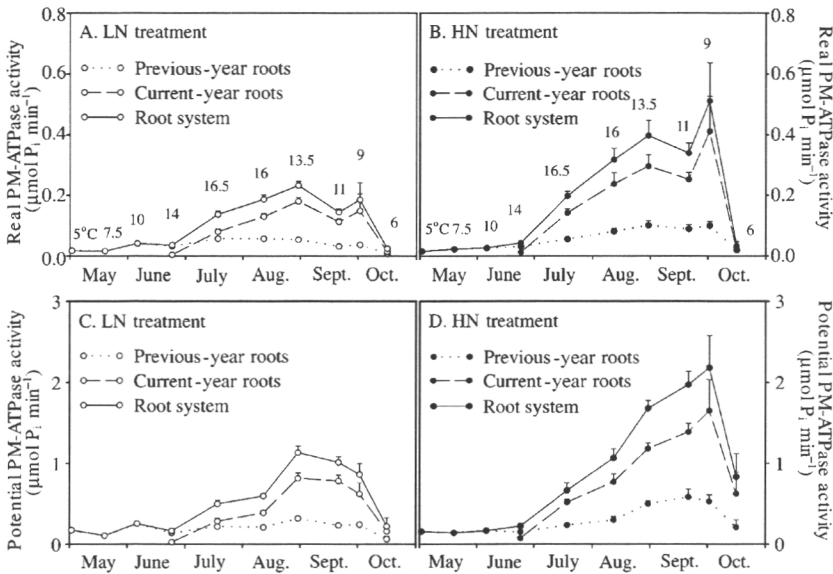 Real PM-ATPase activity
(μmol Pi min⁻¹)
0.8
0.6
0.4
0.2
0.0
A. LN treatment
Previous-year roots
Current-year roots
Root system
5°C
7.5
10
14
16.5
16
13.5
11
9
6
May
June
July
Aug.
Sept.
Oct.
B. HN treatment
Previous-year roots
Current-year roots
Root system
5°C
7.5
10
14
16.5
16
13.5
11
9
6
May
June
July
Aug.
Sept.
Oct.
0.8
0.6
0.4
0.2
0.0
Real PM-ATPase activity
(μmol Pi min⁻¹)
Potential PM-ATPase activity
(μmol Pi min⁻¹)
3
2
1
0
C. LN treatment
Previous-year roots
Current-year roots
Root system
May
June
July
Aug.
Sept.
Oct.
D. HN treatment
Previous-year roots
Current-year roots
Root system
May
June
July
Aug.
Sept.
Oct.
3
2
1
0
Potential PM-ATPase activity
(μmol Pi min⁻¹)